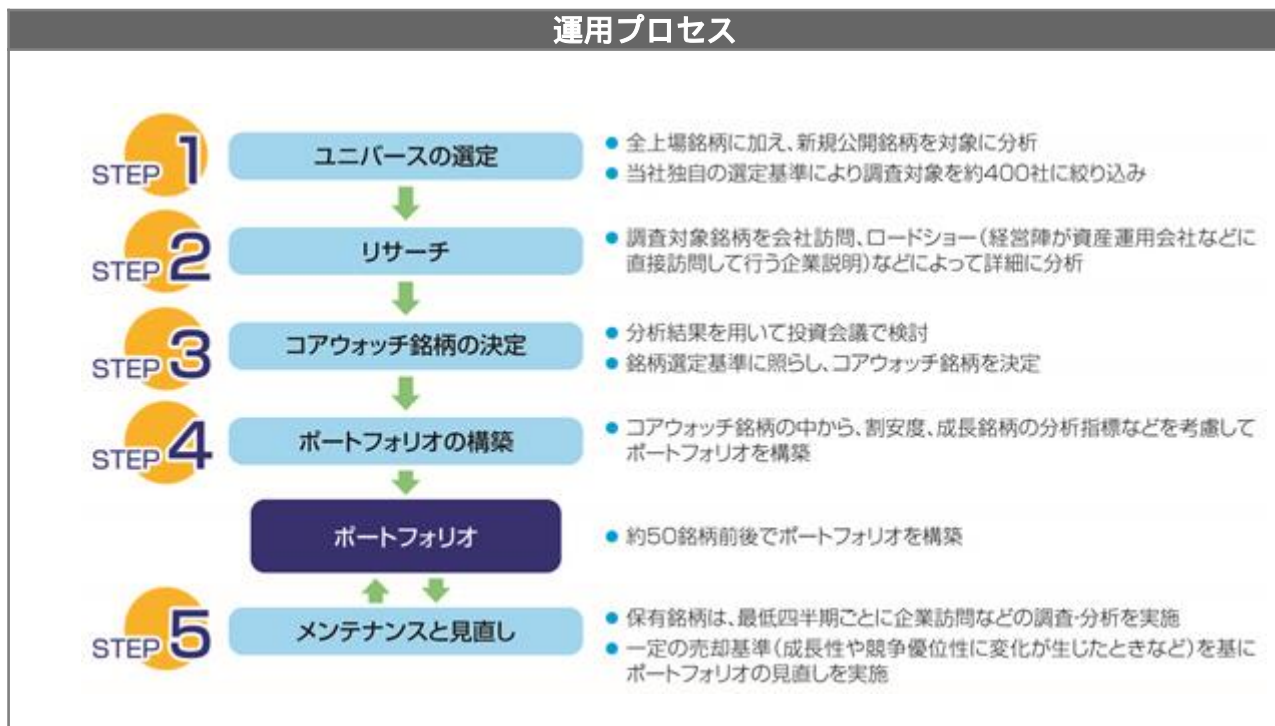 運用プロセス
STEP 1
ユニバースの選定
● 全上場銘柄に加え、新規公開銘柄を対象に分析
● 当社独自の選定基準により調査対象を約400社に絞り込み
STEP 2
リサーチ
● 調査対象銘柄を会社訪問、ロードショー（経営陣が資産運用会社などに
直接訪問して行う企業説明）などによって詳細に分析
STEP 3
コアウォッチ銘柄の決定
● 分析結果を用いて投資会議で検討
● 銘柄選定基準に照らし、コアウォッチ銘柄を決定
STEP 4
ポートフォリオの構築
● コアウォッチ銘柄の中から、割安度、成長銘柄の分析指標などを考慮して
ポートフォリオを構築
ポートフォリオ
● 約50銘柄前後でポートフォリオを構築
STEP 5
メンテナンスと見直し
● 保有銘柄は、最低四半期ごとに企業訪問などの調査・分析を実施
● 一定の売却基準（成長性や競争優位性に変化が生じたときなど）を基に
ポートフォリオの見直しを実施